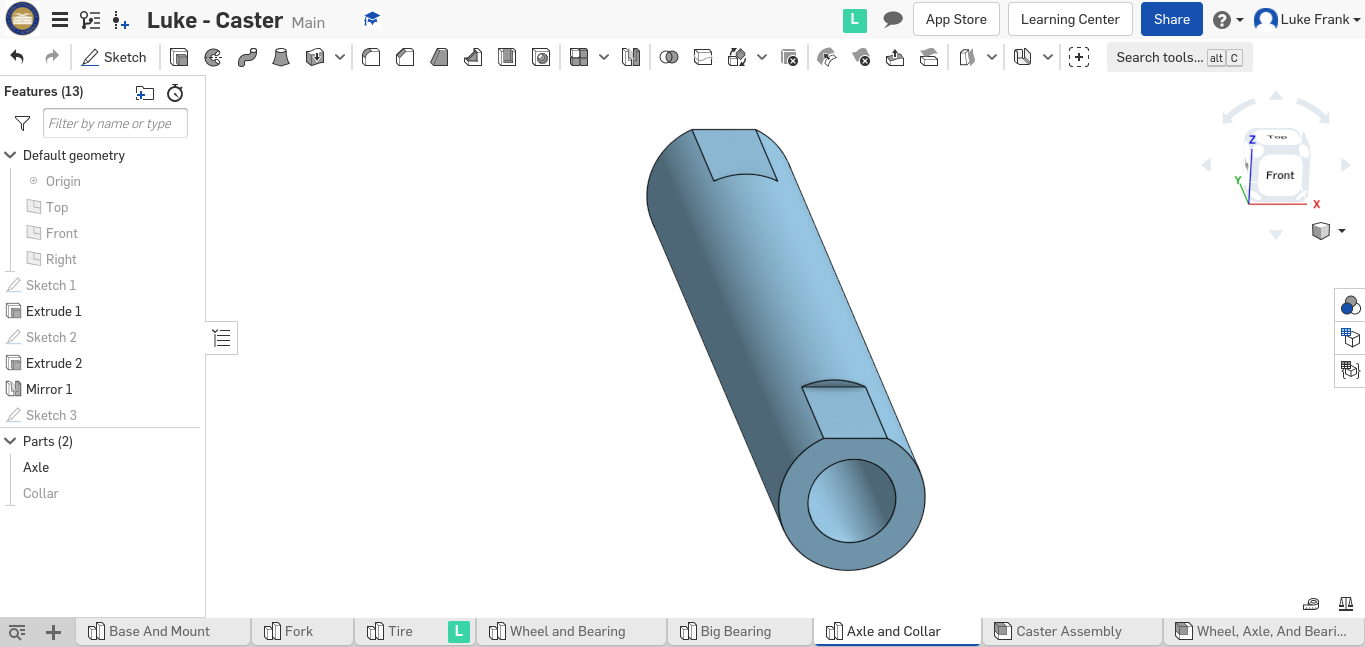 Luke - Caster Main
L
App Store
Learning Center
Share
Luke Frank
Sketch
Search tools... alt C
Features (13)
Filter by name or type
Default geometry
Origin
Top
Front
Right
Sketch 1
Extrude 1
Sketch 2
Extrude 2
Mirror 1
Sketch 3
Parts (2)
Axle
Collar
Top
Z
Front
Y
X
Base And Mount
Fork
Tire
L
Wheel and Bearing
Big Bearing
Axle and Collar
Caster Assembly
Wheel, Axle, And Beari...